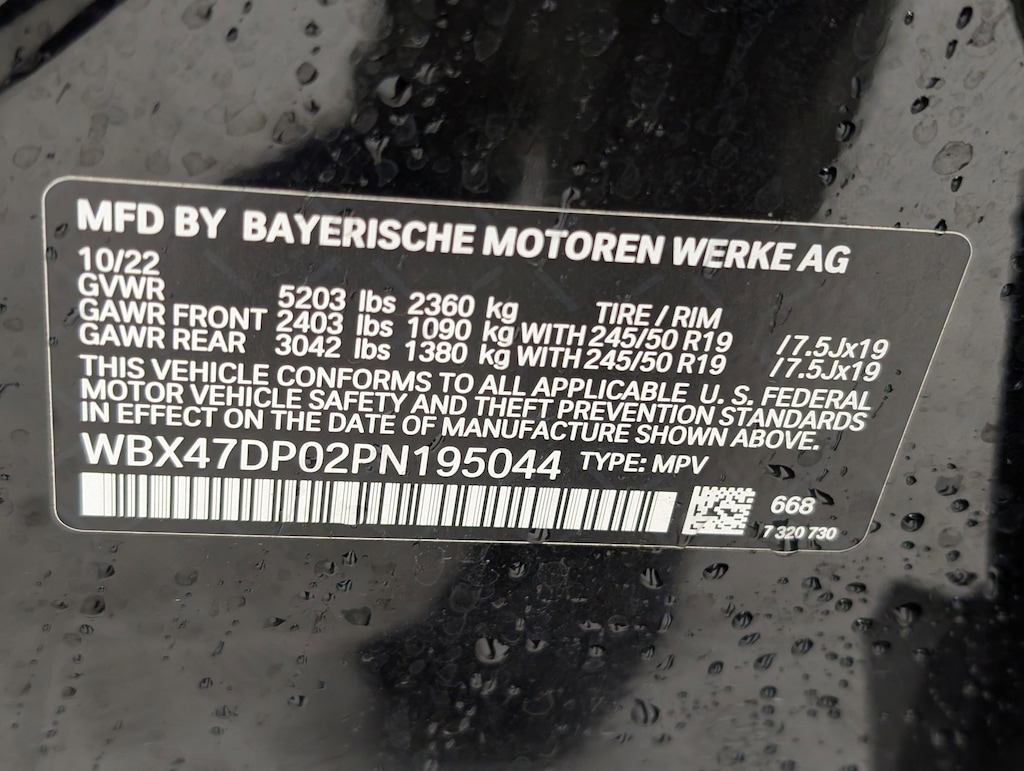 MFD BY BAYERISCHE MOTOREN WERKE AG
10/22
GVWR 5203 lbs 2360 kg TIRE / RIM
GAWR FRONT 2403 lbs 1090 kg WITH 245/50 R19 / 7.5Jx19
GAWR REAR 3042 lbs 1380 kg WITH 245/50 R19 / 7.5Jx19
THIS VEHICLE CONFORMS TO ALL APPLICABLE U. S. FEDERAL
MOTOR VEHICLE SAFETY AND THEFT PREVENTION STANDARDS
IN EFFECT ON THE DATE OF MANUFACTURE SHOWN ABOVE.
WBX47DP02PN195044 TYPE: MPV
668
7 320 730